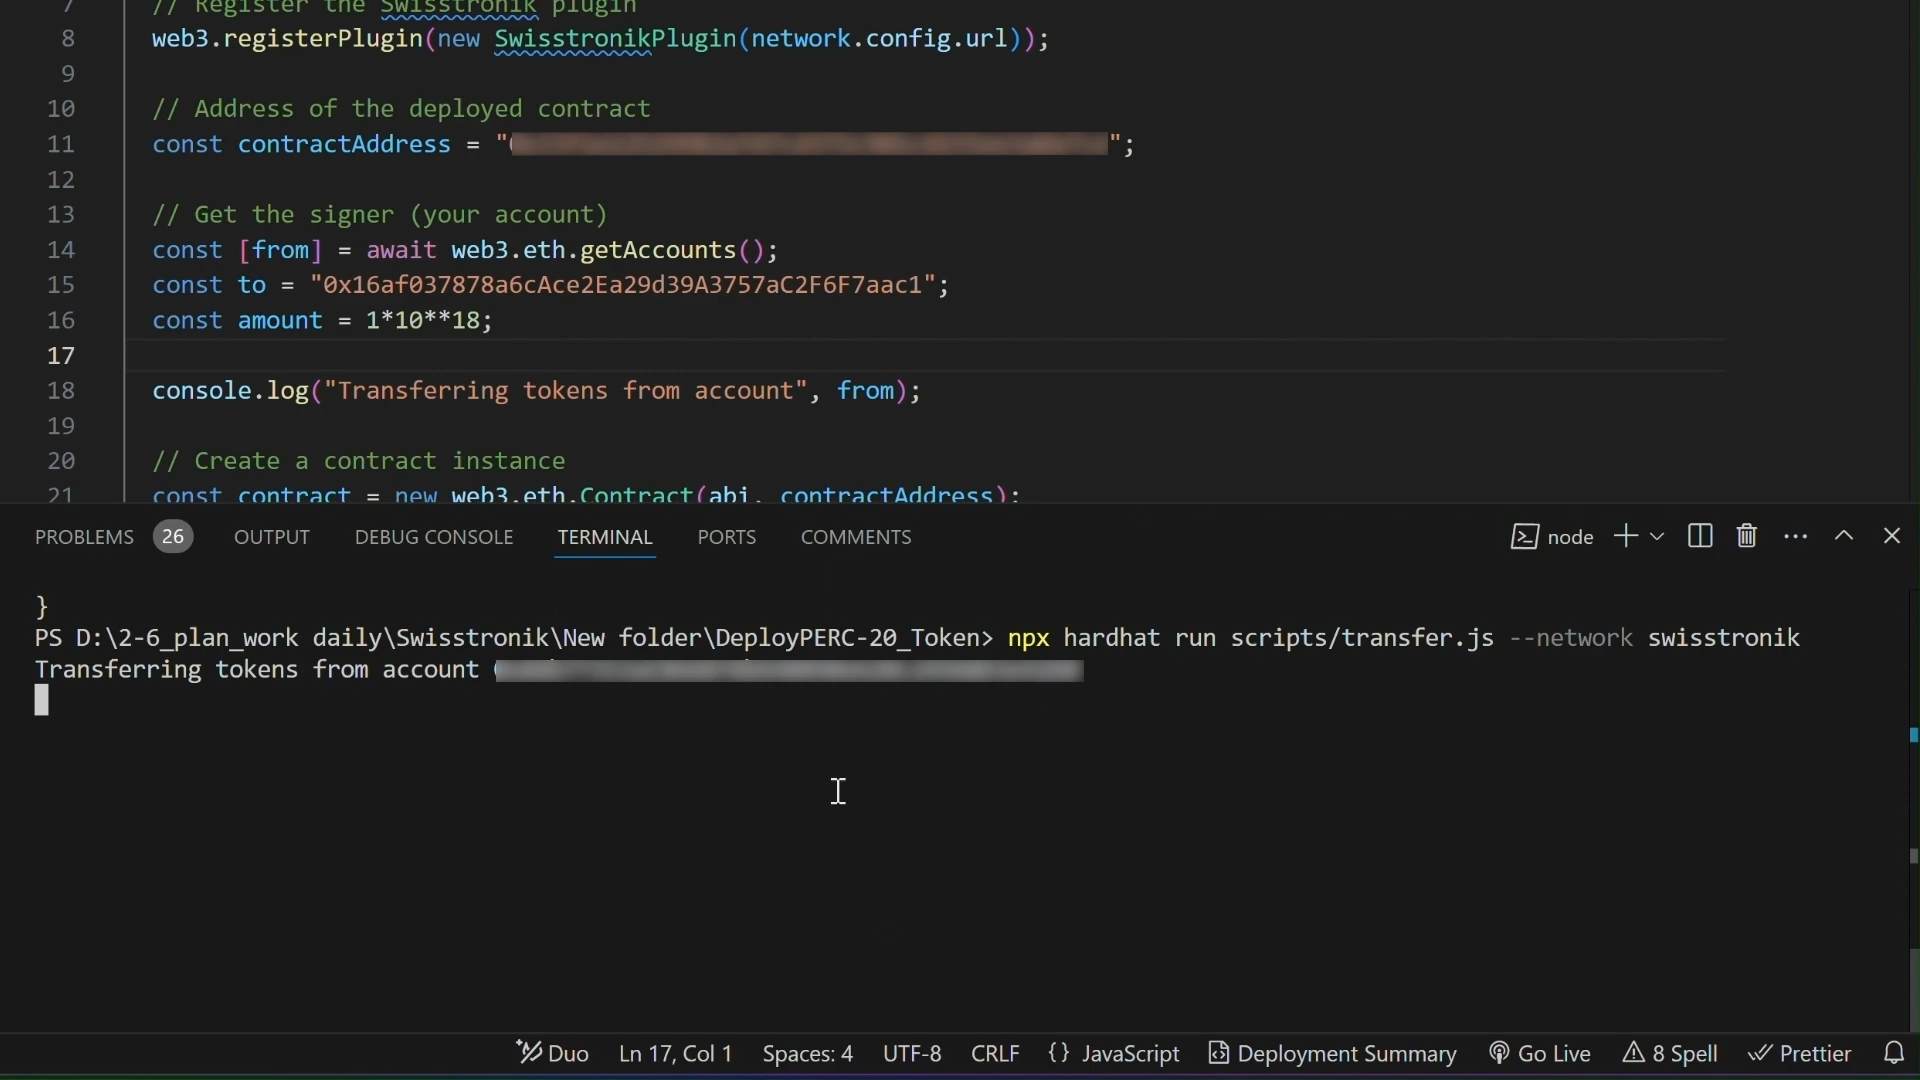 7 // Register the Swisstronik plugin
8 web3.registerPlugin(new SwisstronikPlugin(network.config.url));
9
10 // Address of the deployed contract
11 const contractAddress = "";
12
13 // Get the signer (your account)
14 const [from] = await web3.eth.getAccounts();
15 const to = "0x16af037878a6cAce2Ea29d39A3757aC2F6F7aac1";
16 const amount = 1*10**18;
17
18 console.log("Transferring tokens from account", from);
19
20 // Create a contract instance
21 const contract = new web3.eth.Contract(abi, contractAddress);
PROBLEMS 26 OUTPUT DEBUG CONSOLE TERMINAL PORTS COMMENTS node
}
PS D:\2-6_plan_work daily\Swisstronik\New folder\DeployPERC-20_Token> npx hardhat run scripts/transfer.js --network swisstronik
Transferring tokens from account
Duo Ln 17, Col 1 Spaces: 4 UTF-8 CRLF {} JavaScript Deployment Summary Go Live 8 Spell Prettier